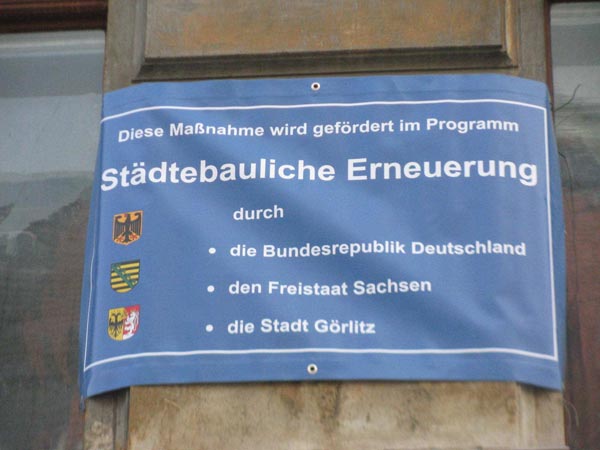 Diese Maßnahme wird gefördert im Programm
Städtebauliche Erneuerung
durch
• die Bundesrepublik Deutschland
• den Freistaat Sachsen
• die Stadt Görlitz